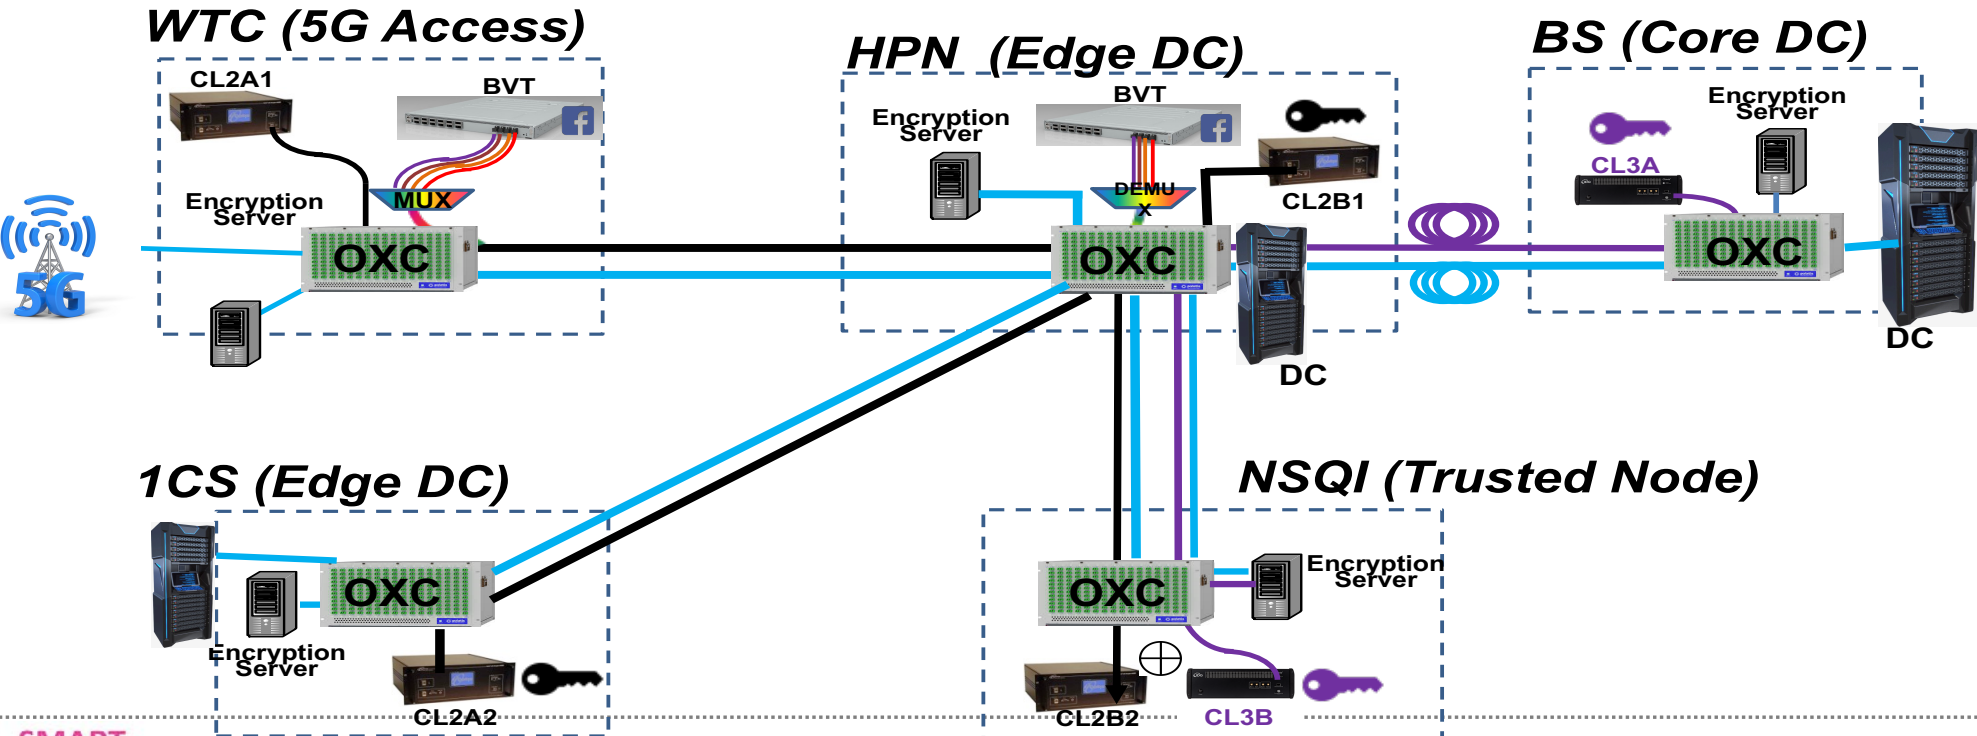 WTC (5G Access)
HPN (Edge DC)
BS (Core DC)
CL2A1
BVT
MUX
Encryption
Server
OXC
5G
Encryption
Server
BVT
DEMU
X
CL2B1
OXC
DC
CL3A
Encryption
Server
OXC
DC
1CS (Edge DC)
OXC
Encryption
Server
CL2A2
NSQI (Trusted Node)
OXC
Encryption
Server
CL2B2
CL3B
SMART